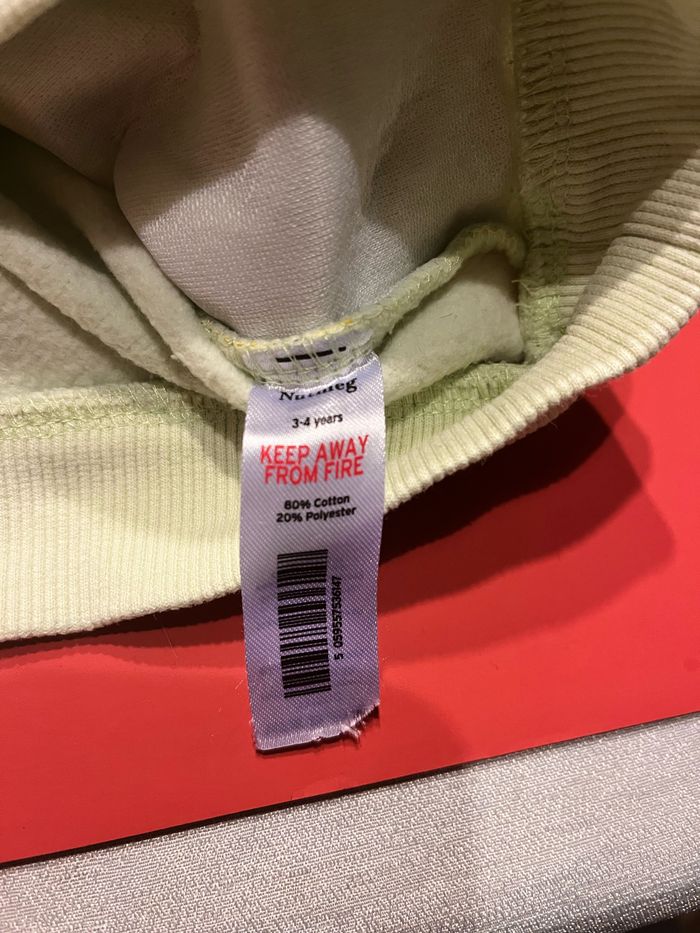 Nutmeg
3-4 years
KEEP AWAY
FROM FIRE
80% Cotton
20% Polyester